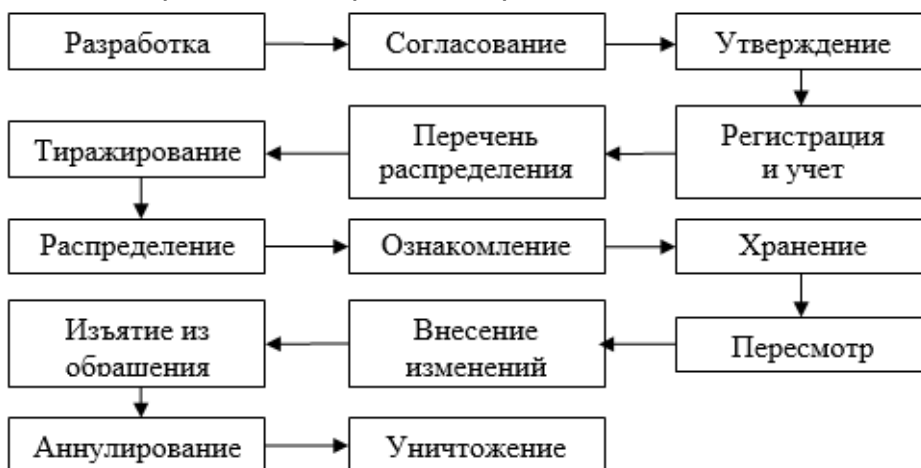 Разработка
Согласование
Утверждение
Тиражирование
Перечень
распределения
Регистрация
и учет
Распределение
Ознакомление
Хранение
Изъятие из
обращения
Внесение
изменений
Пересмотр
Аннулирование
Уничтожение